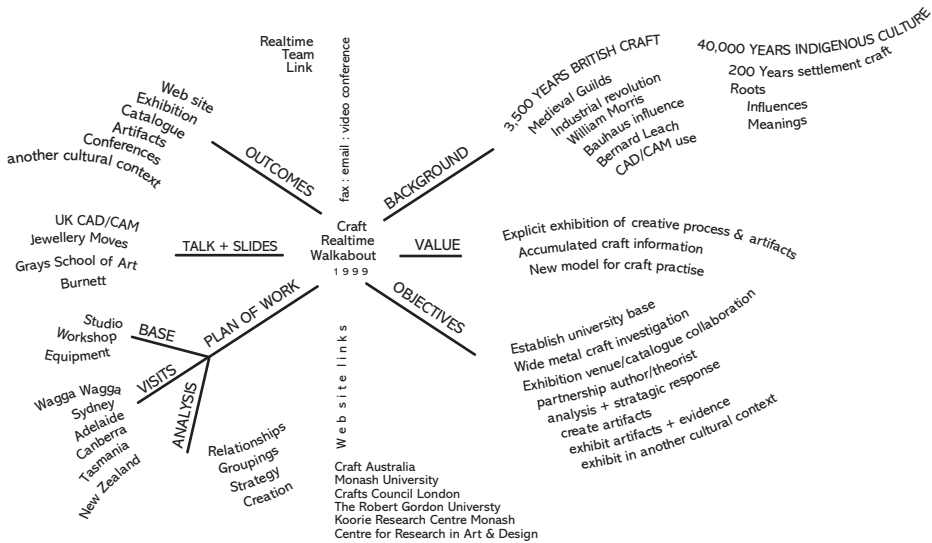 Realtime
Team
Link
fax : email : video conference
Craft
Realtime
Walkabout
1999
BACKGROUND
3,500 YEARS BRITISH CRAFT
Medieval Guilds
Industrial revolution
William Morris
Bauhaus influence
Bernard Leach
CAD/CAM use
40,000 YEARS INDIGENOUS CULTURE
200 Years settlement craft
Roots
Influences
Meanings
VALUE
Explicit exhibition of creative process & artifacts
Accumulated craft information
New model for craft practise
OBJECTIVES
Establish university base
Wide metal craft investigation
Exhibition venue/catalogue collaboration
partnership author/theorist
analysis + stratagic response
create artifacts
exhibit artifacts + evidence
exhibit in another cultural context
Website links
Craft Australia
Monash University
Crafts Council London
The Robert Gordon Universty
Koorie Research Centre Monash
Centre for Research in Art & Design
PLAN OF WORK
BASE
Studio
Workshop
Equipment
VISITS
Wagga Wagga
Sydney
Adelaide
Canberra
Tasmania
New Zealand
ANALYSIS
Relationships
Groupings
Strategy
Creation
TALK + SLIDES
UK CAD/CAM
Jewellery Moves
Grays School of Art
Burnett
OUTCOMES
Web site
Exhibition
Catalogue
Artifacts
Conferences
another cultural context